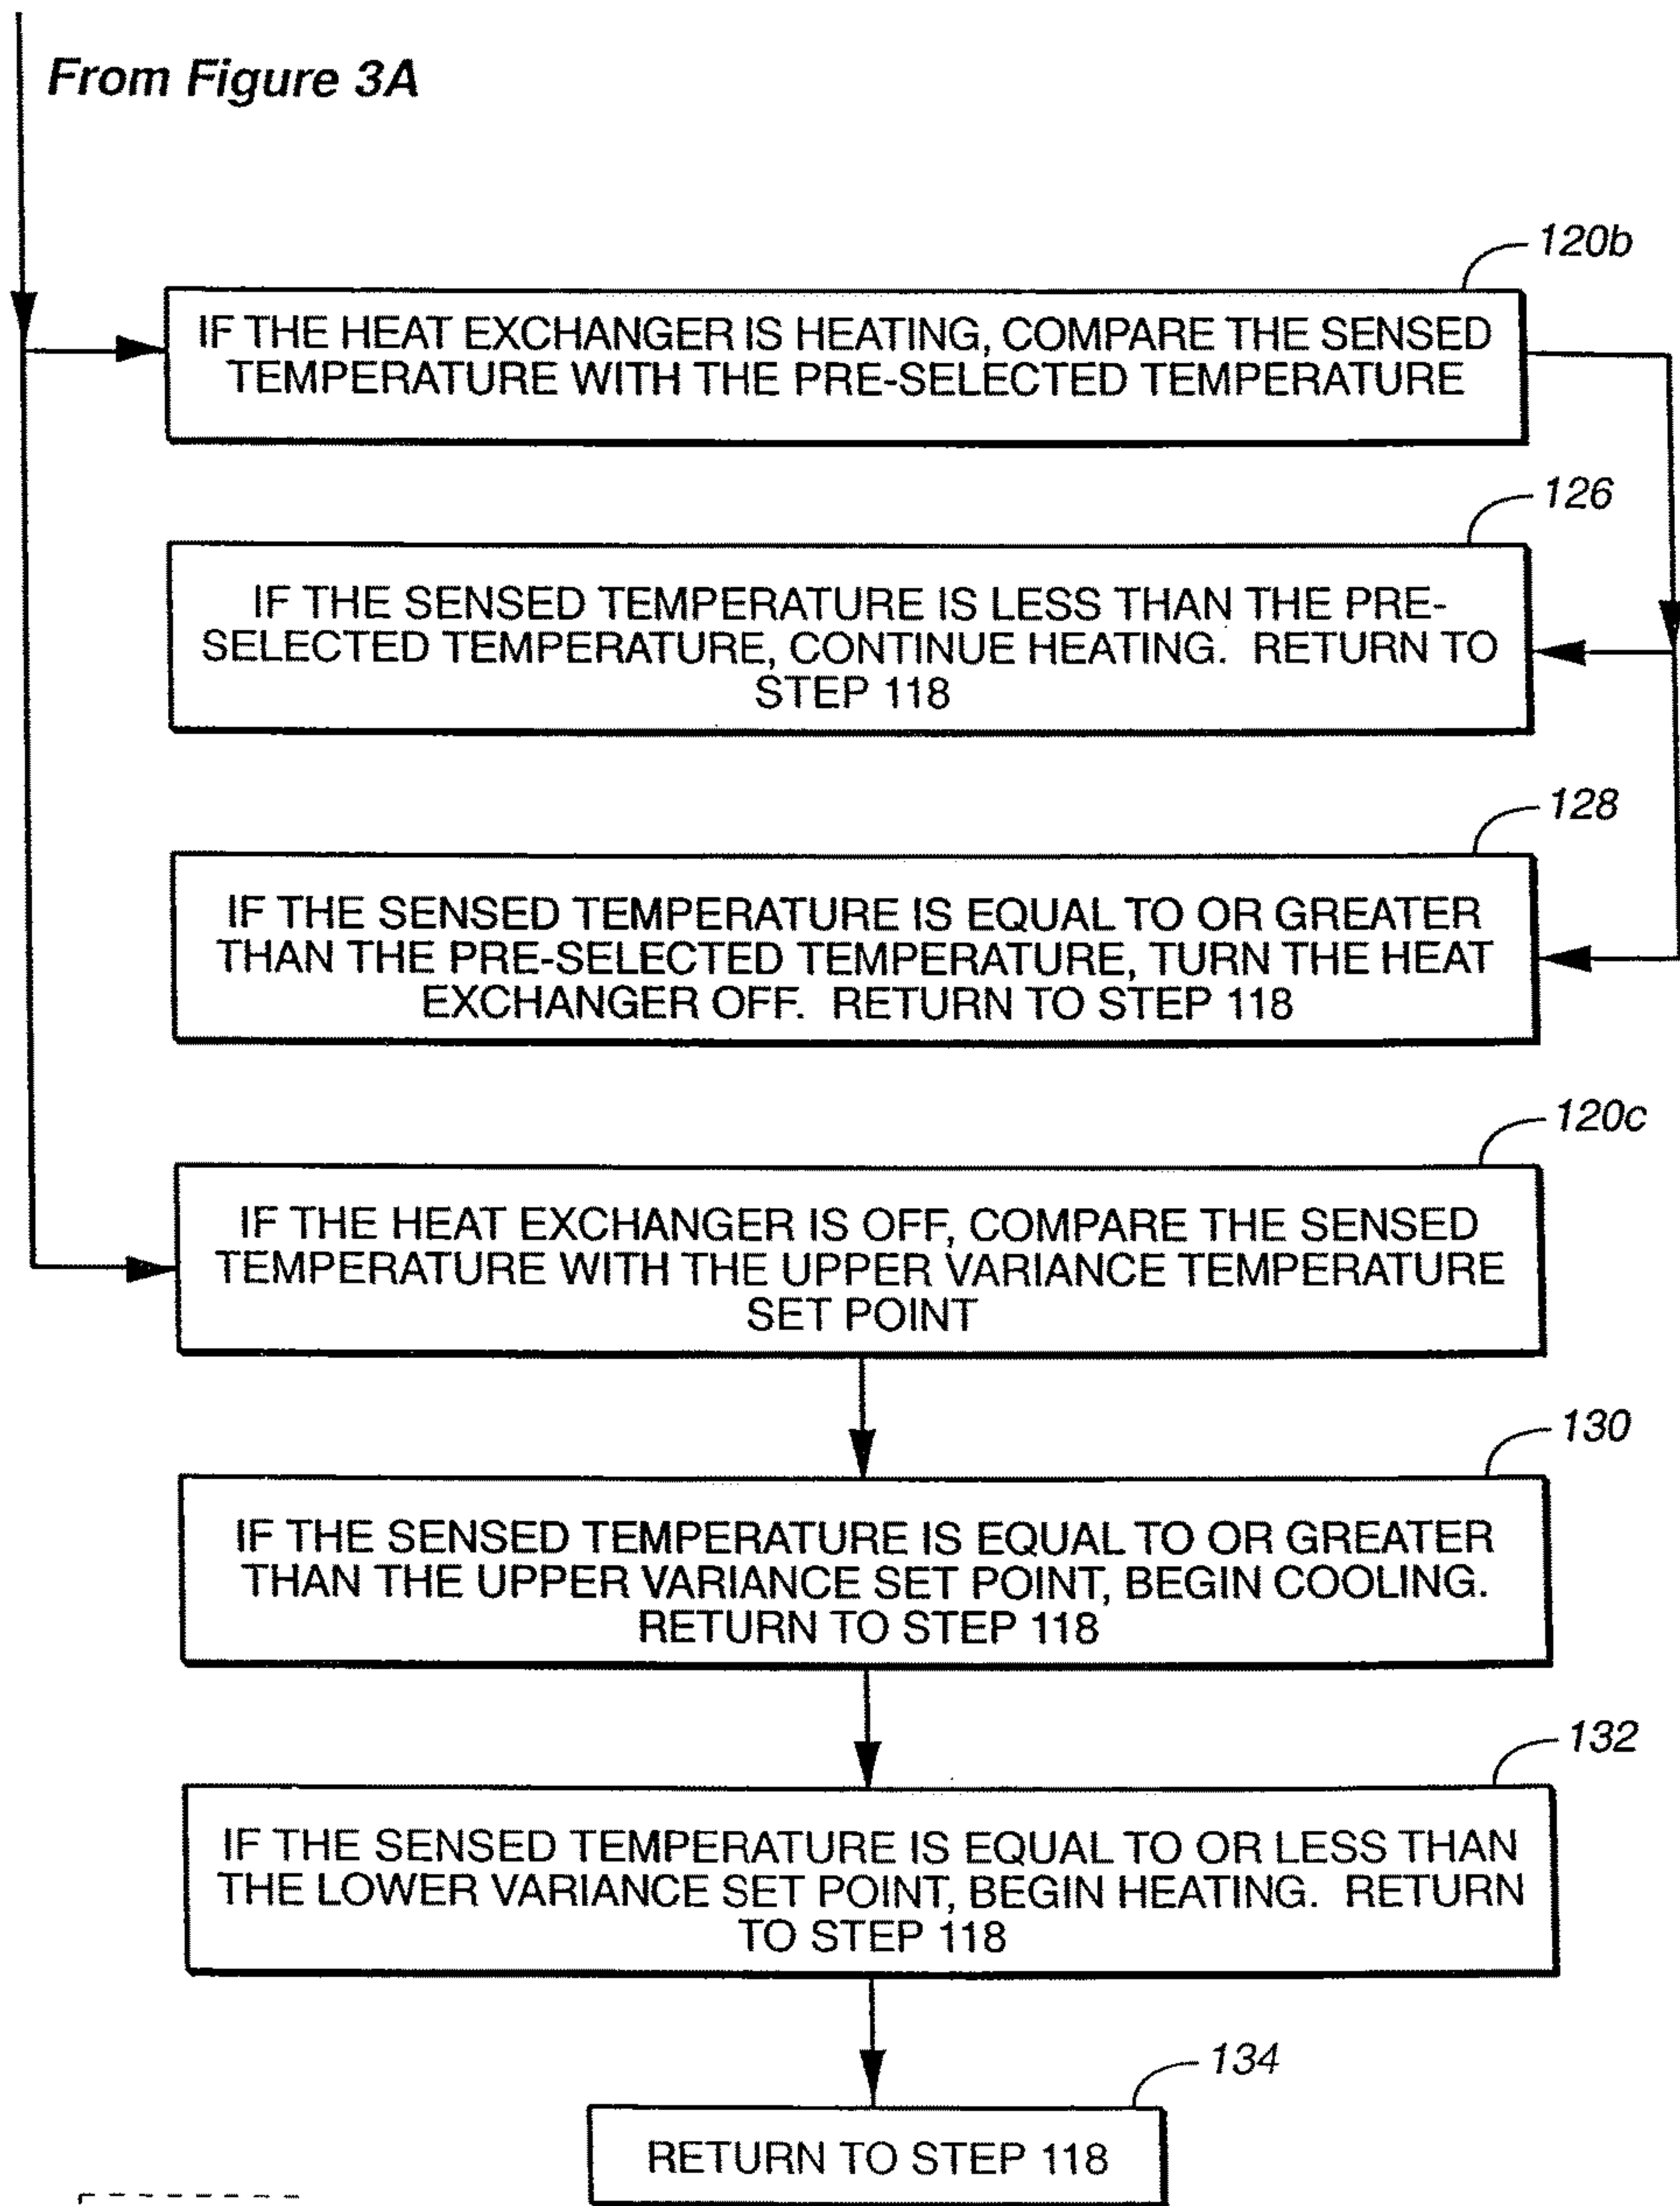 From Figure 3A
120b
IF THE HEAT EXCHANGER IS HEATING, COMPARE THE SENSED
TEMPERATURE WITH THE PRE-SELECTED TEMPERATURE
126
IF THE SENSED TEMPERATURE IS LESS THAN THE PRE-
SELECTED TEMPERATURE, CONTINUE HEATING. RETURN TO
STEP 118
128
IF THE SENSED TEMPERATURE IS EQUAL TO OR GREATER
THAN THE PRE-SELECTED TEMPERATURE, TURN THE HEAT
EXCHANGER OFF. RETURN TO STEP 118
120c
IF THE HEAT EXCHANGER IS OFF, COMPARE THE SENSED
TEMPERATURE WITH THE UPPER VARIANCE TEMPERATURE
SET POINT
130
IF THE SENSED TEMPERATURE IS EQUAL TO OR GREATER
THAN THE UPPER VARIANCE SET POINT, BEGIN COOLING.
RETURN TO STEP 118
132
IF THE SENSED TEMPERATURE IS EQUAL TO OR LESS THAN
THE LOWER VARIANCE SET POINT, BEGIN HEATING. RETURN
TO STEP 118
134
RETURN TO STEP 118